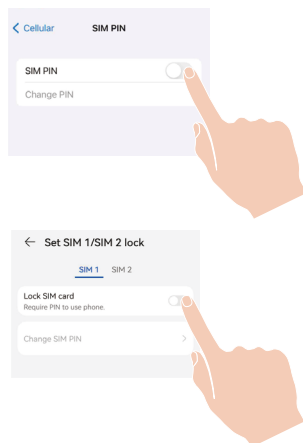 Cellular SIM PIN
SIM PIN
Change PIN
← Set SIM 1/SIM 2 lock
SIM 1 SIM 2
Lock SIM card
Require PIN to use phone.
Change SIM PIN